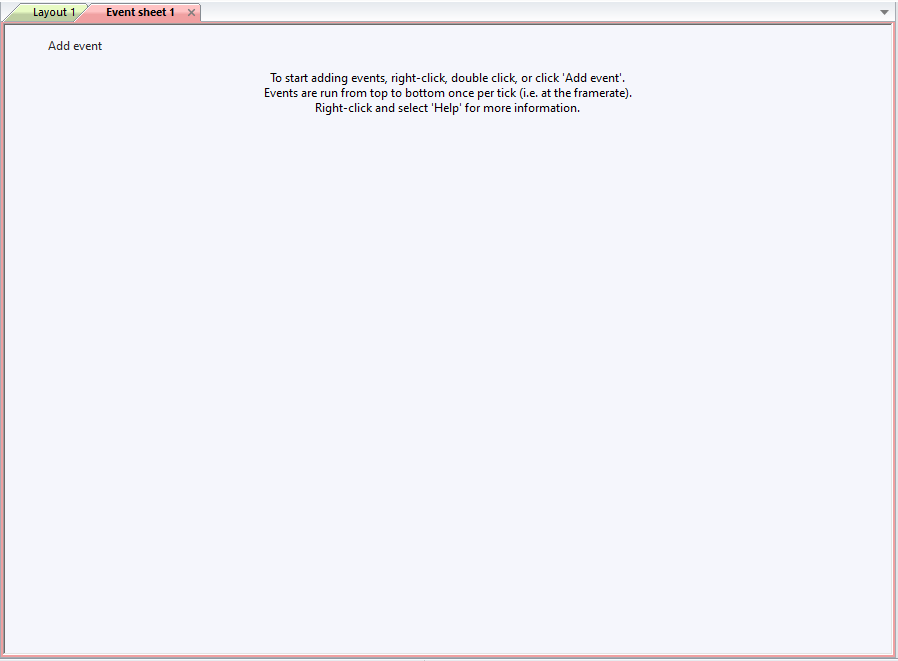 Layout 1
Event sheet 1
Add event
To start adding events, right-click, double click, or click 'Add event'.
Events are run from top to bottom once per tick (i.e. at the framerate).
Right-click and select 'Help' for more information.